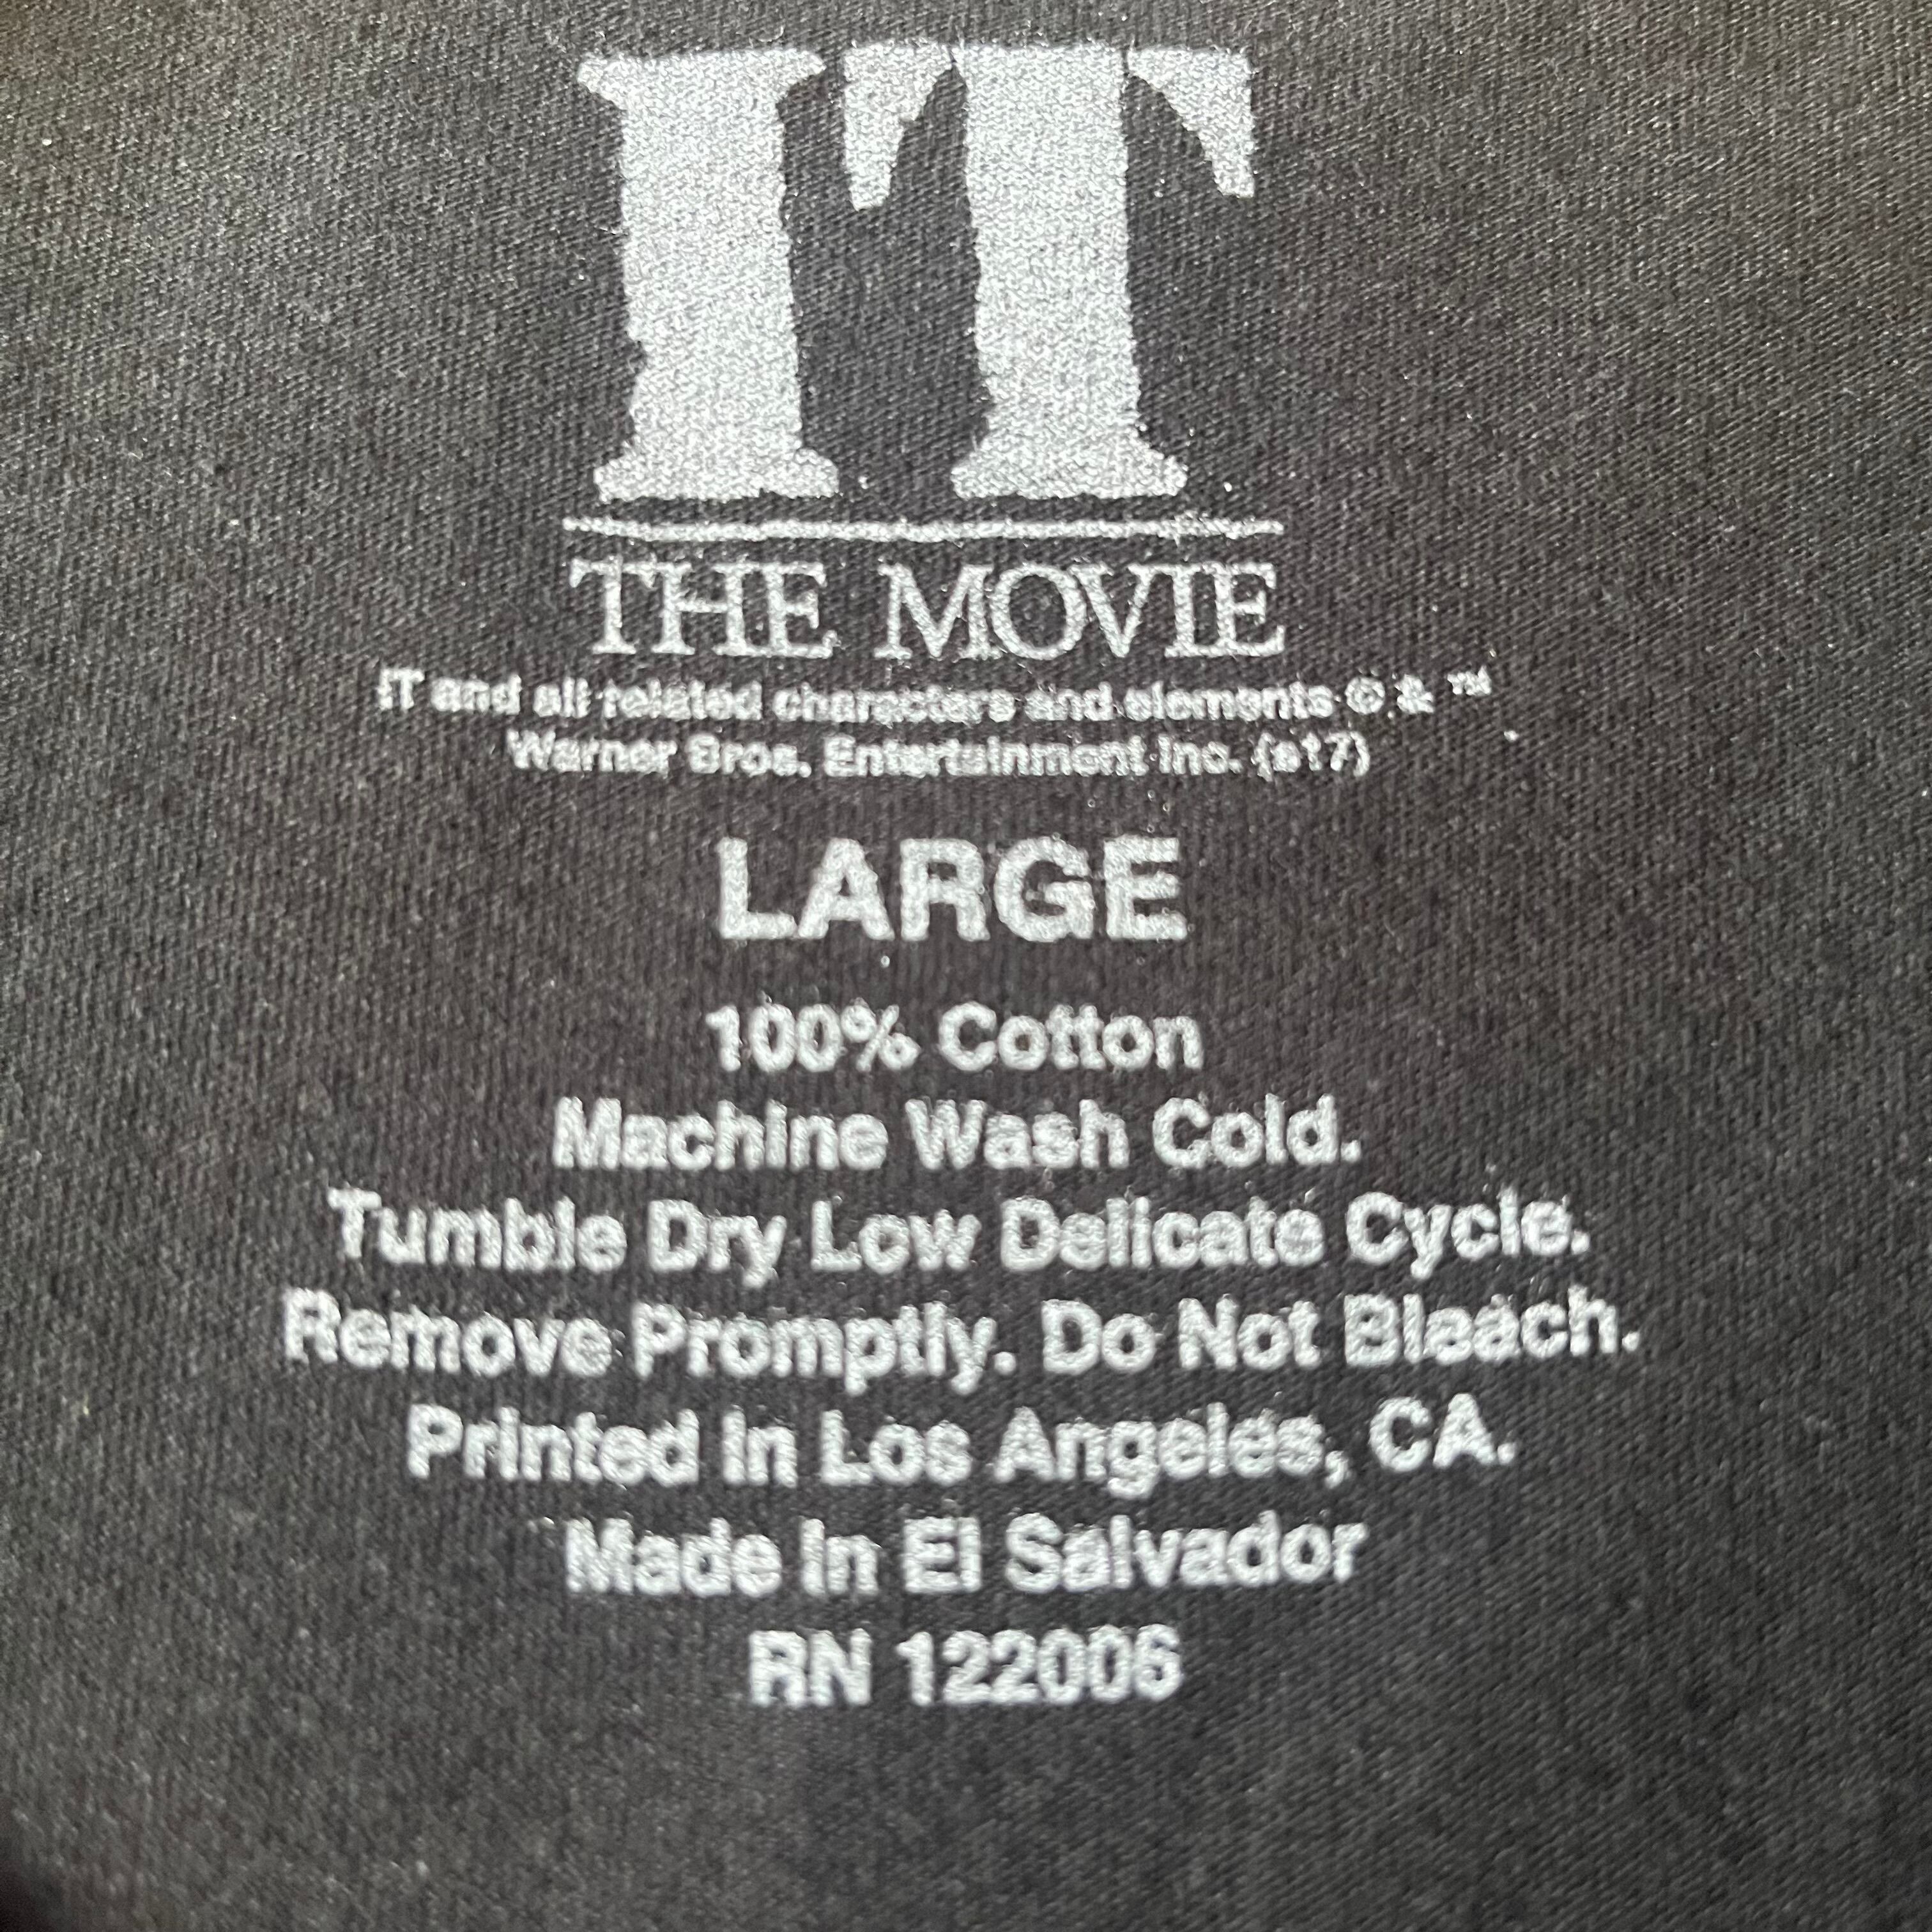 IT
THE MOVIE
IT and all related characters and elements © & ™
Warner Bros. Entertainment Inc. (s17)
LARGE
100% Cotton
Machine Wash Cold.
Tumble Dry Low Delicate Cycle.
Remove Promptly. Do Not Bleach.
Printed In Los Angeles, CA.
Made In El Salvador
RN 122006